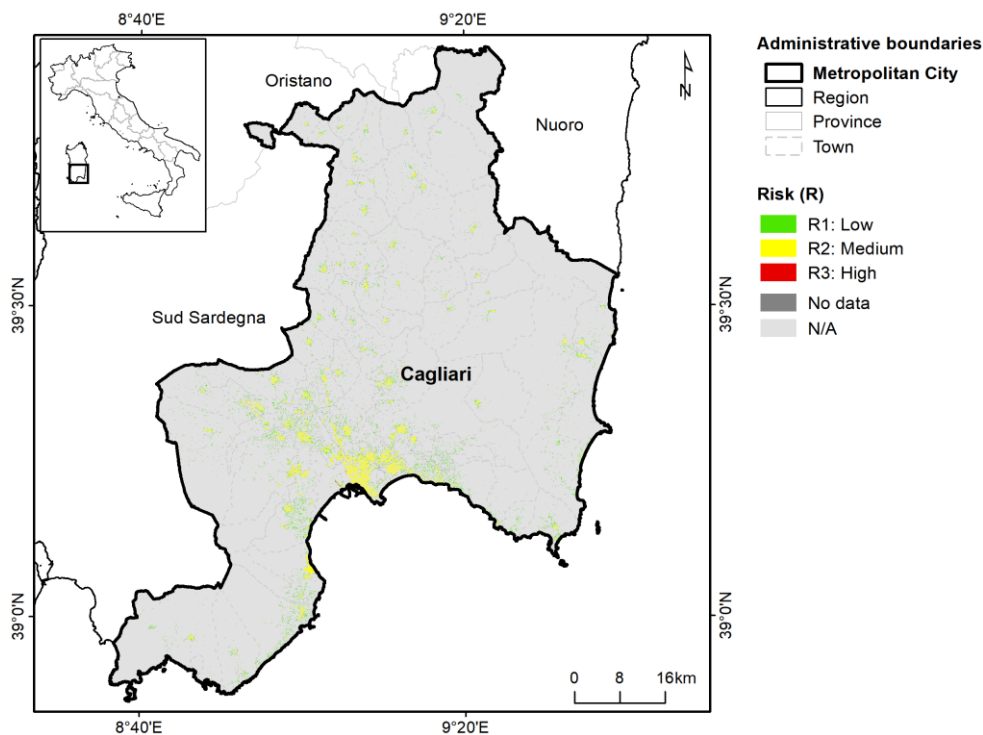 8°40'E
9°20'E
Oristano
N
Nuoro
Sud Sardegna
Cagliari
39°30'N
39°30'N
39°0'N
39°0'N
0 8 16km
8°40'E
9°20'E
Administrative boundaries
Metropolitan City
Region
Province
Town
Risk (R)
R1: Low
R2: Medium
R3: High
No data
N/A